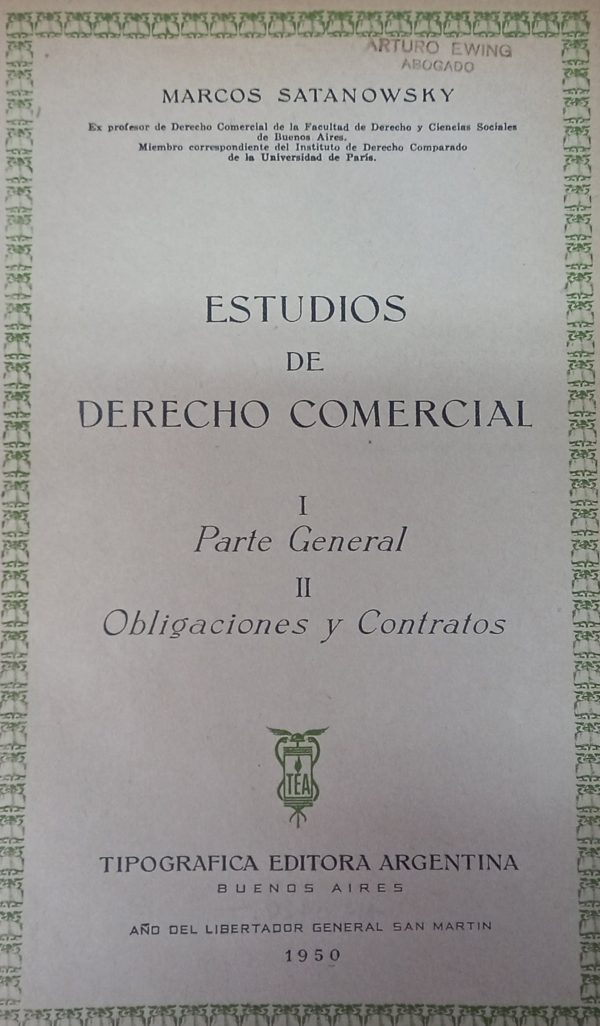 ARTURO EWING
ABOGADO
MARCOS SATANOWSKY
Ex profesor de Derecho Comercial de la Facultad de Derecho y Ciencias Sociales
de Buenos Aires.
Miembro correspondiente del Instituto de Derecho Comparado
de la Universidad de París.
ESTUDIOS
DE
DERECHO COMERCIAL
I
Parte General
II
Obligaciones y Contratos
TEA
TIPOGRAFICA EDITORA ARGENTINA
BUENOS AIRES
AÑO DEL LIBERTADOR GENERAL SAN MARTIN
1950